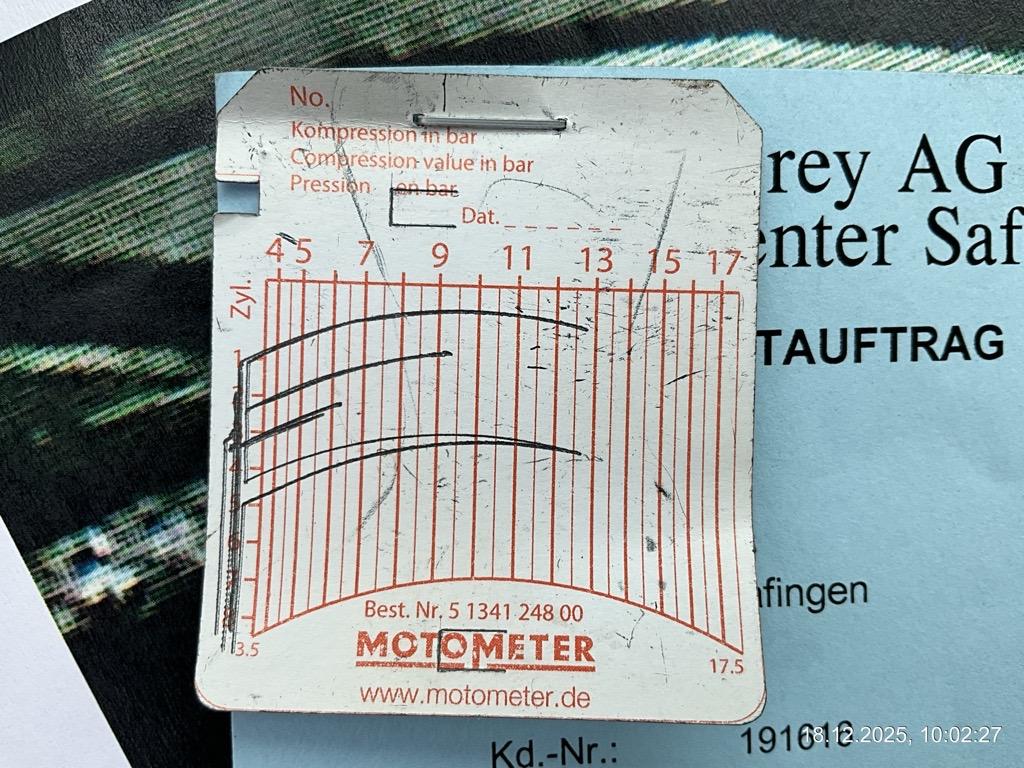 No.
Kompression in bar
Compression value in bar
Pression en bar
Dat.
4 5 7 9 11 13 15 17
Zyl.
3.5
17.5
Best. Nr. 5 1341 248 00
MOTOMETER
www.motometer.de
rey AG
enter Saf
TAUFTRAG
fingen
Kd.-Nr.:
18.12.2025, 10:02:27